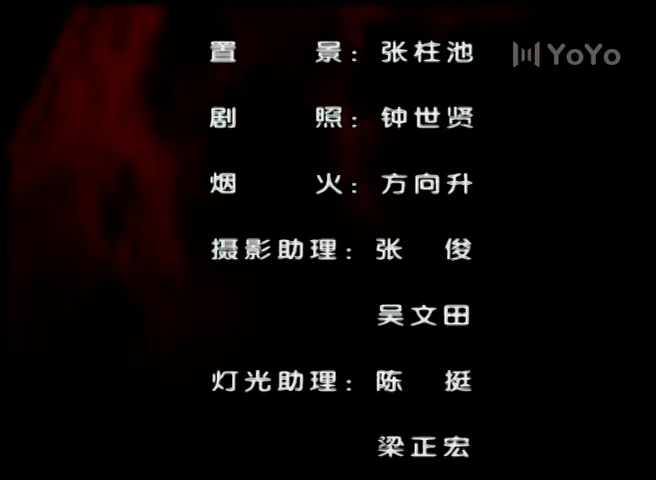 置景：张柱池
YoYo
剧照：钟世贤
烟火：方向升
摄影助理：张俊
吴文田
灯光助理：陈挺
梁正宏